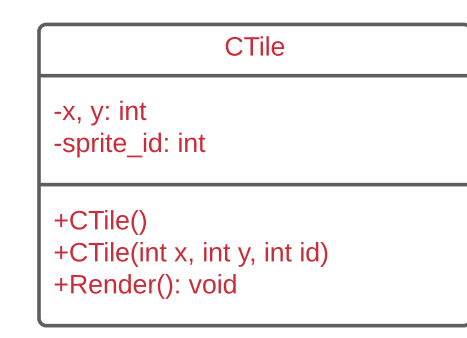 CTile
-x, y: int
-sprite_id: int
+CTile()
+CTile(int x, int y, int id)
+Render(): void